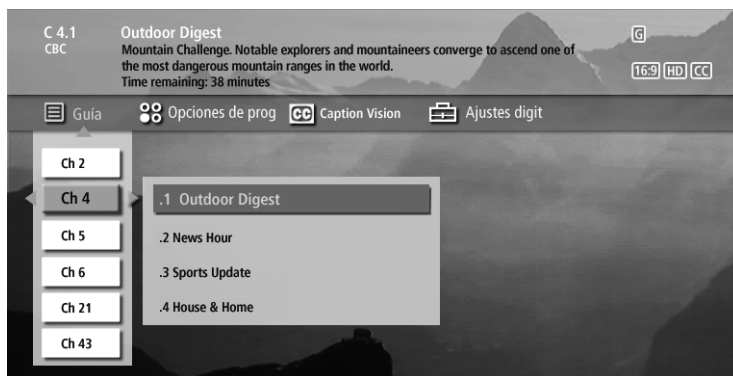 C 4.1 Outdoor Digest G
CBC Mountain Challenge. Notable explorers and mountaineers converge to ascend one of
the most dangerous mountain ranges in the world. 16:9 HD CC
Time remaining: 38 minutes
Guía Opciones de prog CC Caption Vision Ajustes digit
Ch 2
Ch 4 .1 Outdoor Digest
Ch 5 .2 News Hour
Ch 6 .3 Sports Update
Ch 21 .4 House & Home
Ch 43